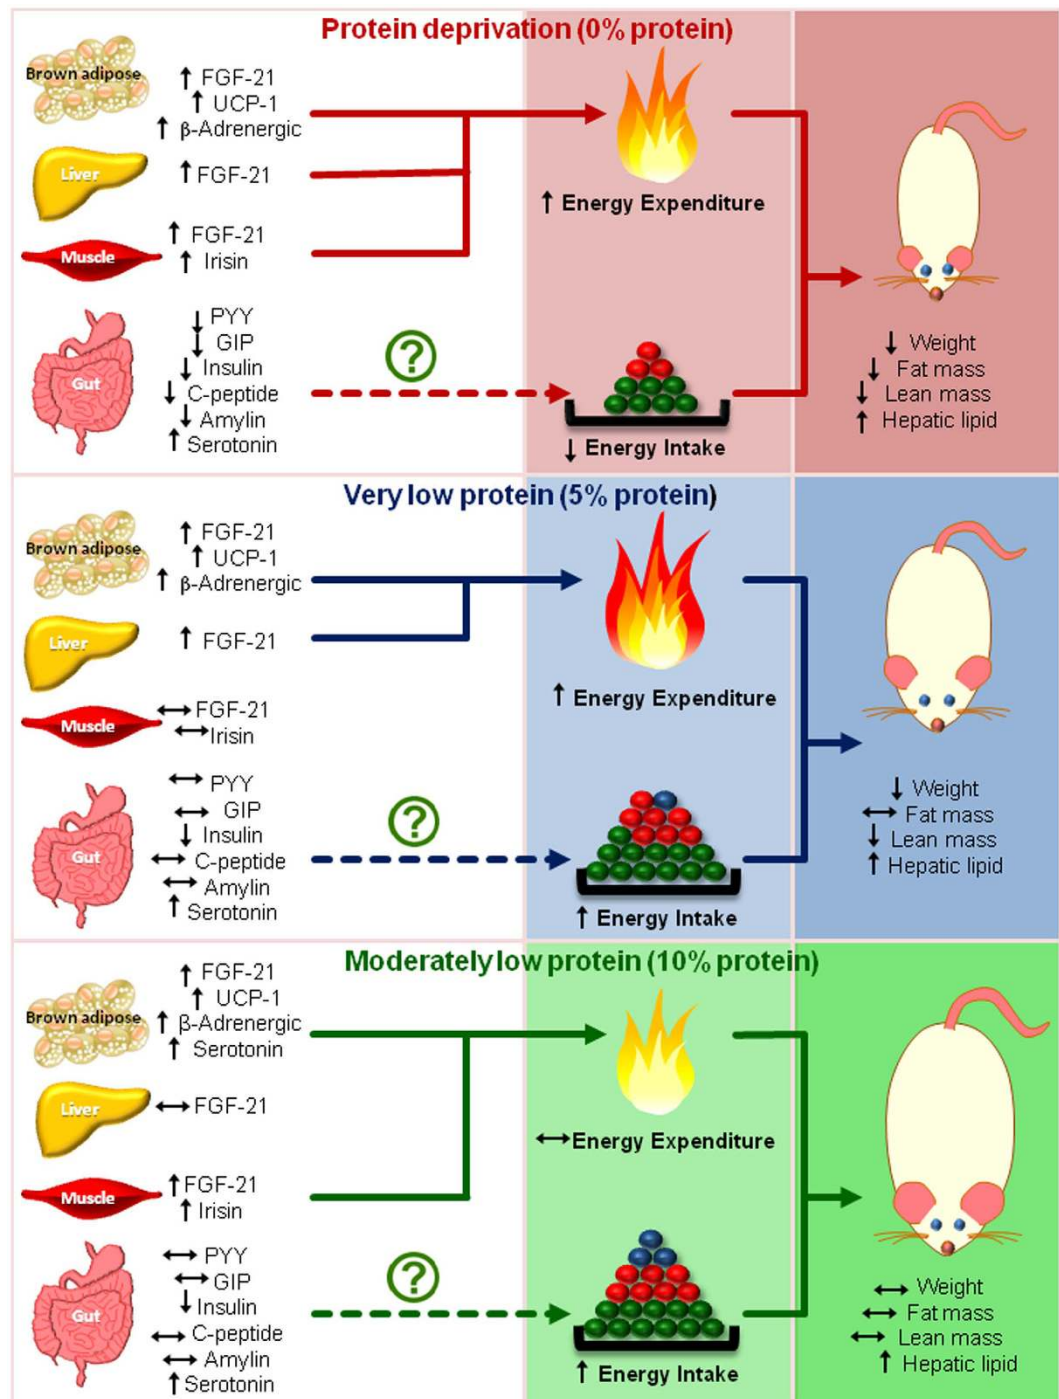 Protein deprivation (0% protein)
Brown adipose
↑ FGF-21
↑ UCP-1
↑ β-Adrenergic
Liver
↑ FGF-21
Muscle
↑ FGF-21
↑ Irisin
Gut
↓ PYY
↓ GIP
↓ Insulin
↓ C-peptide
↓ Amylin
↑ Serotonin
?
↑ Energy Expenditure
↓ Energy Intake
↓ Weight
↓ Fat mass
↓ Lean mass
↑ Hepatic lipid
Very low protein (5% protein)
Brown adipose
↑ FGF-21
↑ UCP-1
↑ β-Adrenergic
Liver
↑ FGF-21
Muscle
↔ FGF-21
↔ Irisin
Gut
↔ PYY
↔ GIP
↓ Insulin
↔ C-peptide
↔ Amylin
↑ Serotonin
?
↑ Energy Expenditure
↑ Energy Intake
↓ Weight
↔ Fat mass
↓ Lean mass
↑ Hepatic lipid
Moderately low protein (10% protein)
Brown adipose
↑ FGF-21
↑ UCP-1
↑ β-Adrenergic
↑ Serotonin
Liver
↔ FGF-21
Muscle
↑ FGF-21
↑ Irisin
Gut
↔ PYY
↔ GIP
↓ Insulin
↔ C-peptide
↔ Amylin
↑ Serotonin
?
↔ Energy Expenditure
↑ Energy Intake
↔ Weight
↔ Fat mass
↔ Lean mass
↑ Hepatic lipid